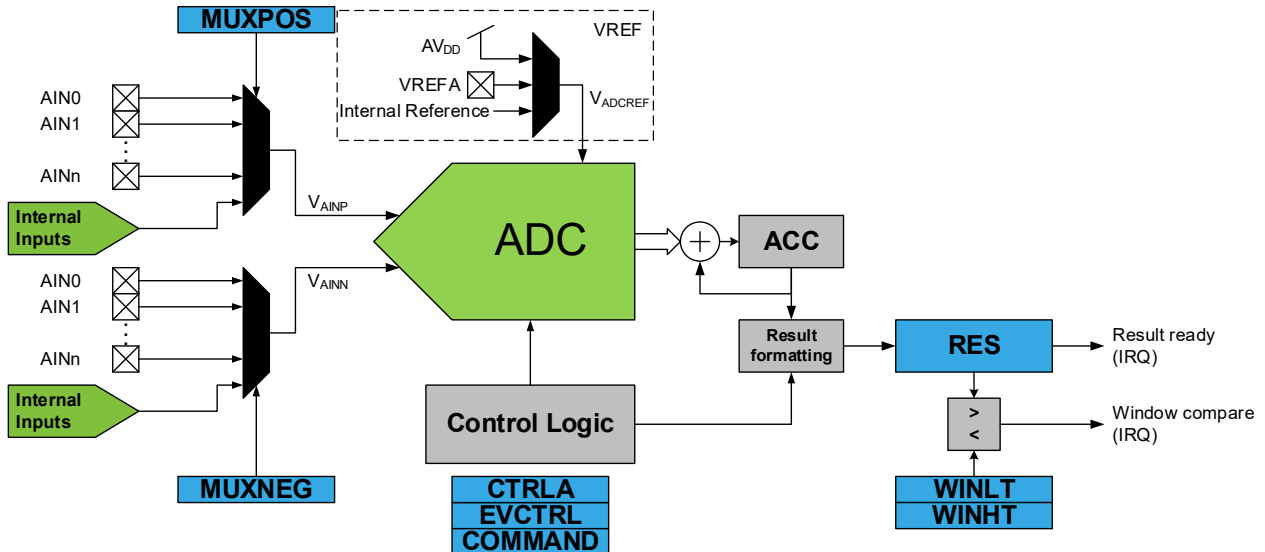 MUXPOS
VREF
AVDD
VREFA
Internal Reference
VADCREF
AIN0
AIN1
AINn
Internal
Inputs
VAINP
ADC
+
ACC
AIN0
AIN1
AINn
Internal
Inputs
VAINN
Result
formatting
RES
Result ready
(IRQ)
Control Logic
>
<
Window compare
(IRQ)
MUXNEG
CTRLA
EVCTRL
COMMAND
WINLT
WINHT